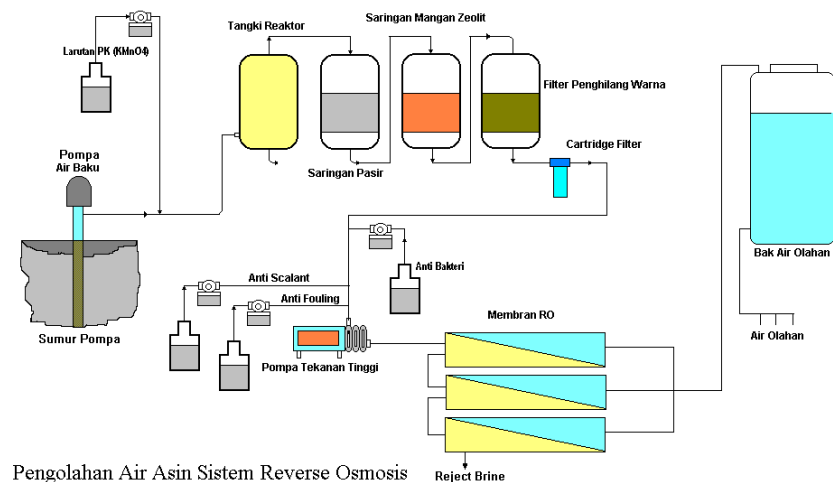 Saringan Mangan Zeolit
Tangki Reaktor
Larutan PK (KMnO4)
Filter Penghilang Warna
Pompa
Air Baku
Saringan Pasir
Cartridge Filter
Bak Air Olahan
Anti Scalant
Anti Bakteri
Anti Fouling
Membran RO
Sumur Pompa
Pompa Tekanan Tinggi
Air Olahan
Pengolahan Air Asin Sistem Reverse Osmosis
Reject Brine